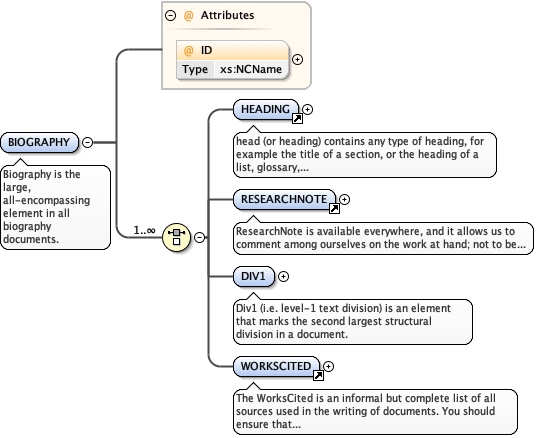 @ Attributes
@ ID
Type xs:NCName
BIOGRAPHY
Biography is the
large,
all-encompassing
element in all
biography
documents.
1..∞
HEADING
head (or heading) contains any type of heading, for
example the title of a section, or the heading of a
list, glossary,...
RESEARCHNOTE
ResearchNote is available everywhere, and it allows us to
comment among ourselves on the work at hand; not to be...
DIV1
Div1 (i.e. level-1 text division) is an element
that marks the second largest structural
division in a document.
WORKSCITED
The WorksCited is an informal but complete list of all
sources used in the writing of documents. You should
ensure that...